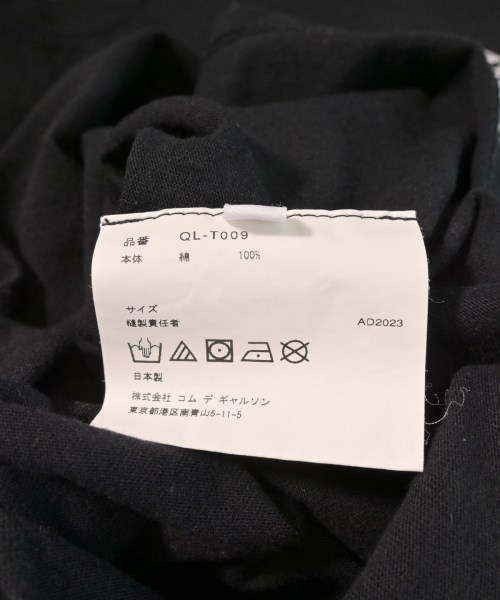 品番 QL-T009
本体 綿 100%
サイズ
縫製責任者 AD2023
日本製
株式会社 コム デ ギャルソン
東京都港区南青山5-11-5